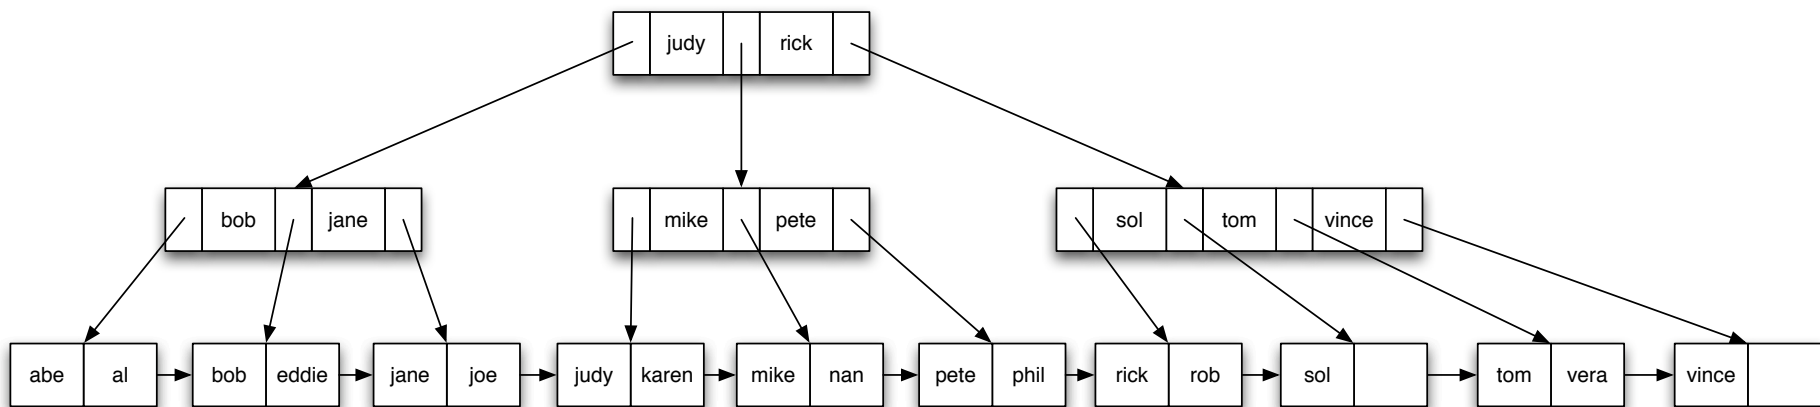 judy rick
bob jane mike pete sol tom vince
abe al bob eddie jane joe judy karen mike nan pete phil rick rob sol tom vera vince